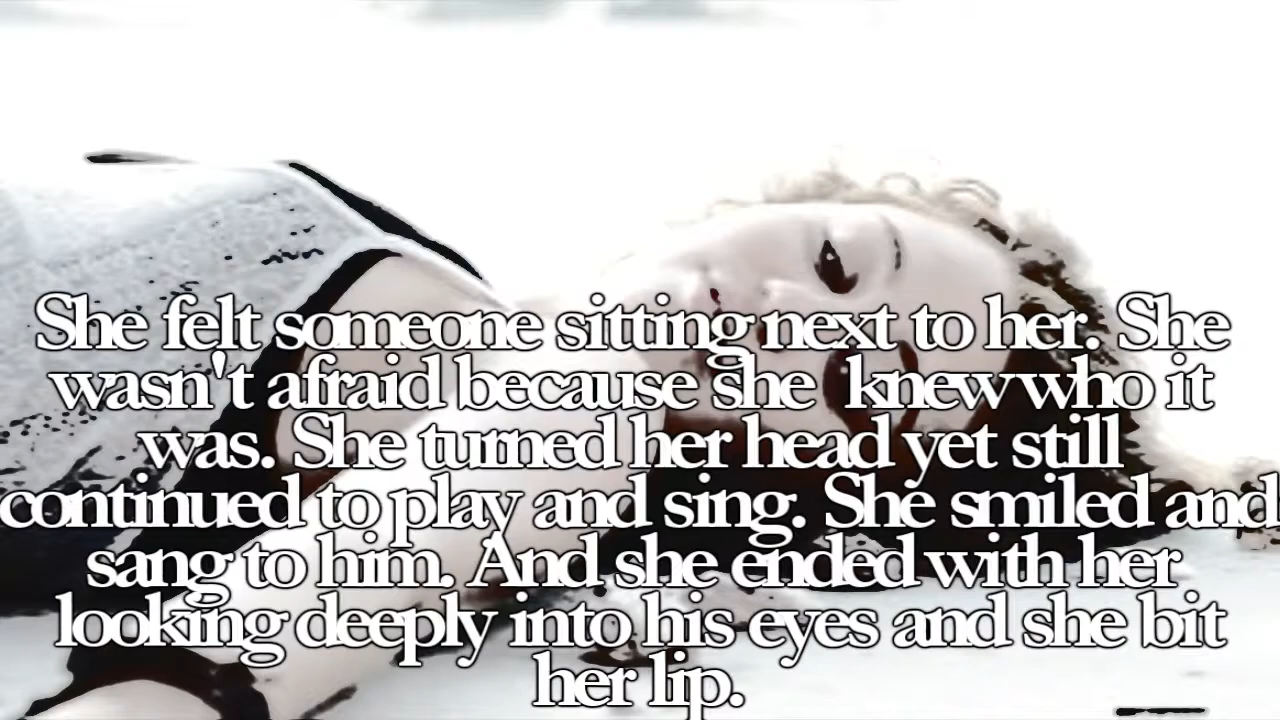 She felt someone sitting next to her. She
wasn't afraid because she  knew who it
was. She turned her head yet still
continued to play and sing. She smiled and
sang to him. And she ended with her
looking deeply into his eyes and she bit
her lip.